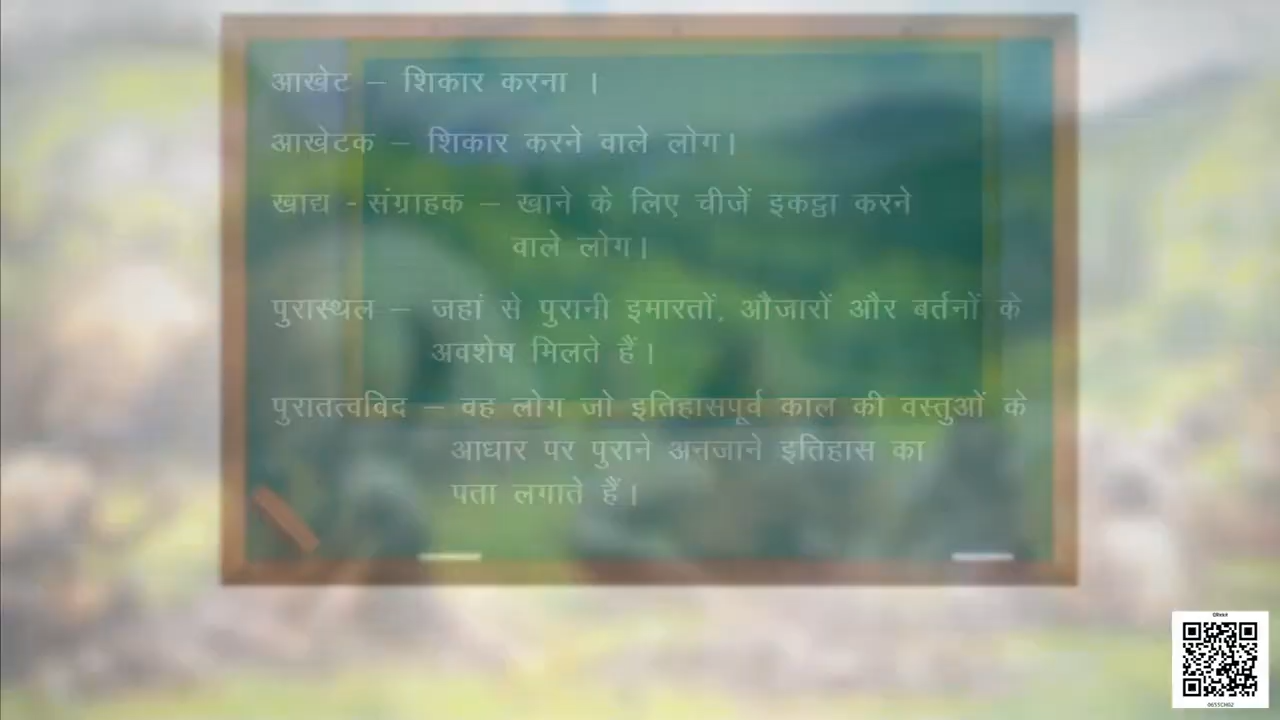 आखेट – शिकार करना ।
आखेटक – शिकार करने वाले लोग।
खाद्य - संग्राहक – खाने के लिए चीजें इकट्ठा करने
वाले लोग।
पुरास्थल – जहां से पुरानी इमारतों, औजारों और बर्तनों के
अवशेष मिलते हैं।
पुरातत्वविद – वह लोग जो इतिहासपूर्व काल की वस्तुओं के
आधार पर पुराने अनजाने इतिहास का
पता लगाते हैं।
0655CH02